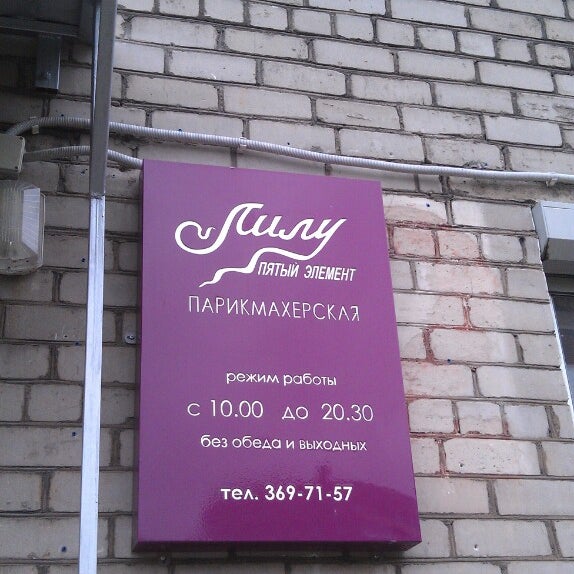 Лилу
ПЯТЫЙ ЭЛЕМЕНТ
ПАРИКМАХЕРСКАЯ
режим работы
с 10.00 до 20.30
без обеда и выходных
тел. 369-71-57